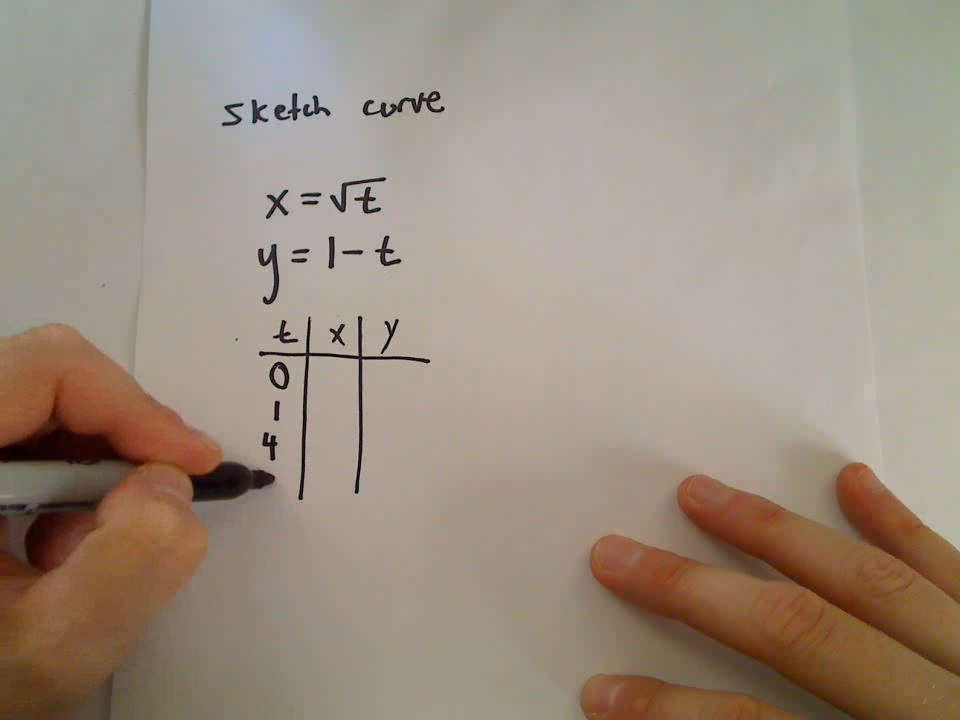 sketch curve
x = √t
y = 1 - t
t x y
0
1
4